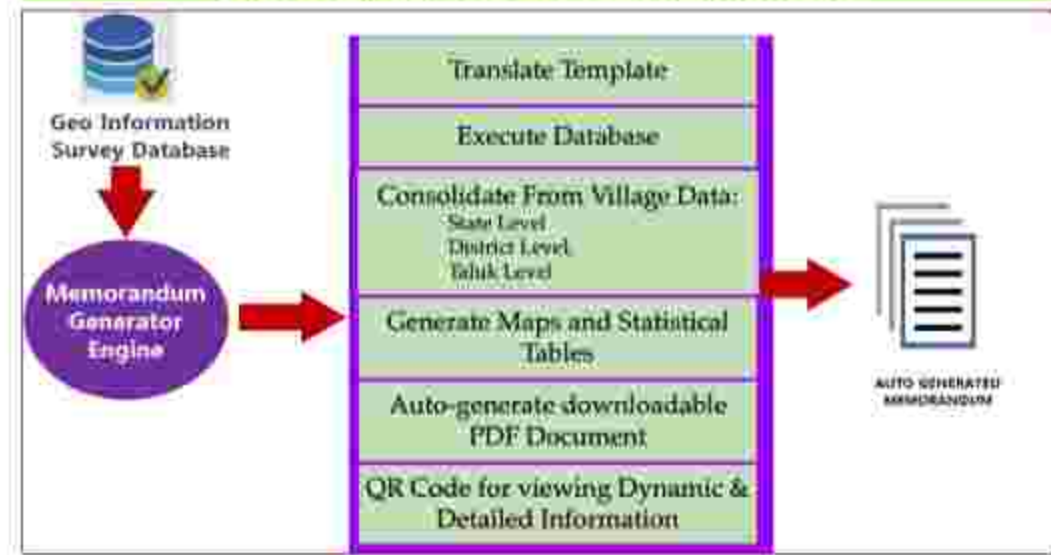 Geo Information
Survey Database
Memorandum
Generator
Engine
Translate Template
Execute Database
Consolidate From Village Data:
State Level
District Level,
Taluk Level
Generate Maps and Statistical
Tables
Auto-generate downloadable
PDF Document
QR Code for viewing Dynamic &
Detailed Information
AUTO GENERATED
MEMORANDUM